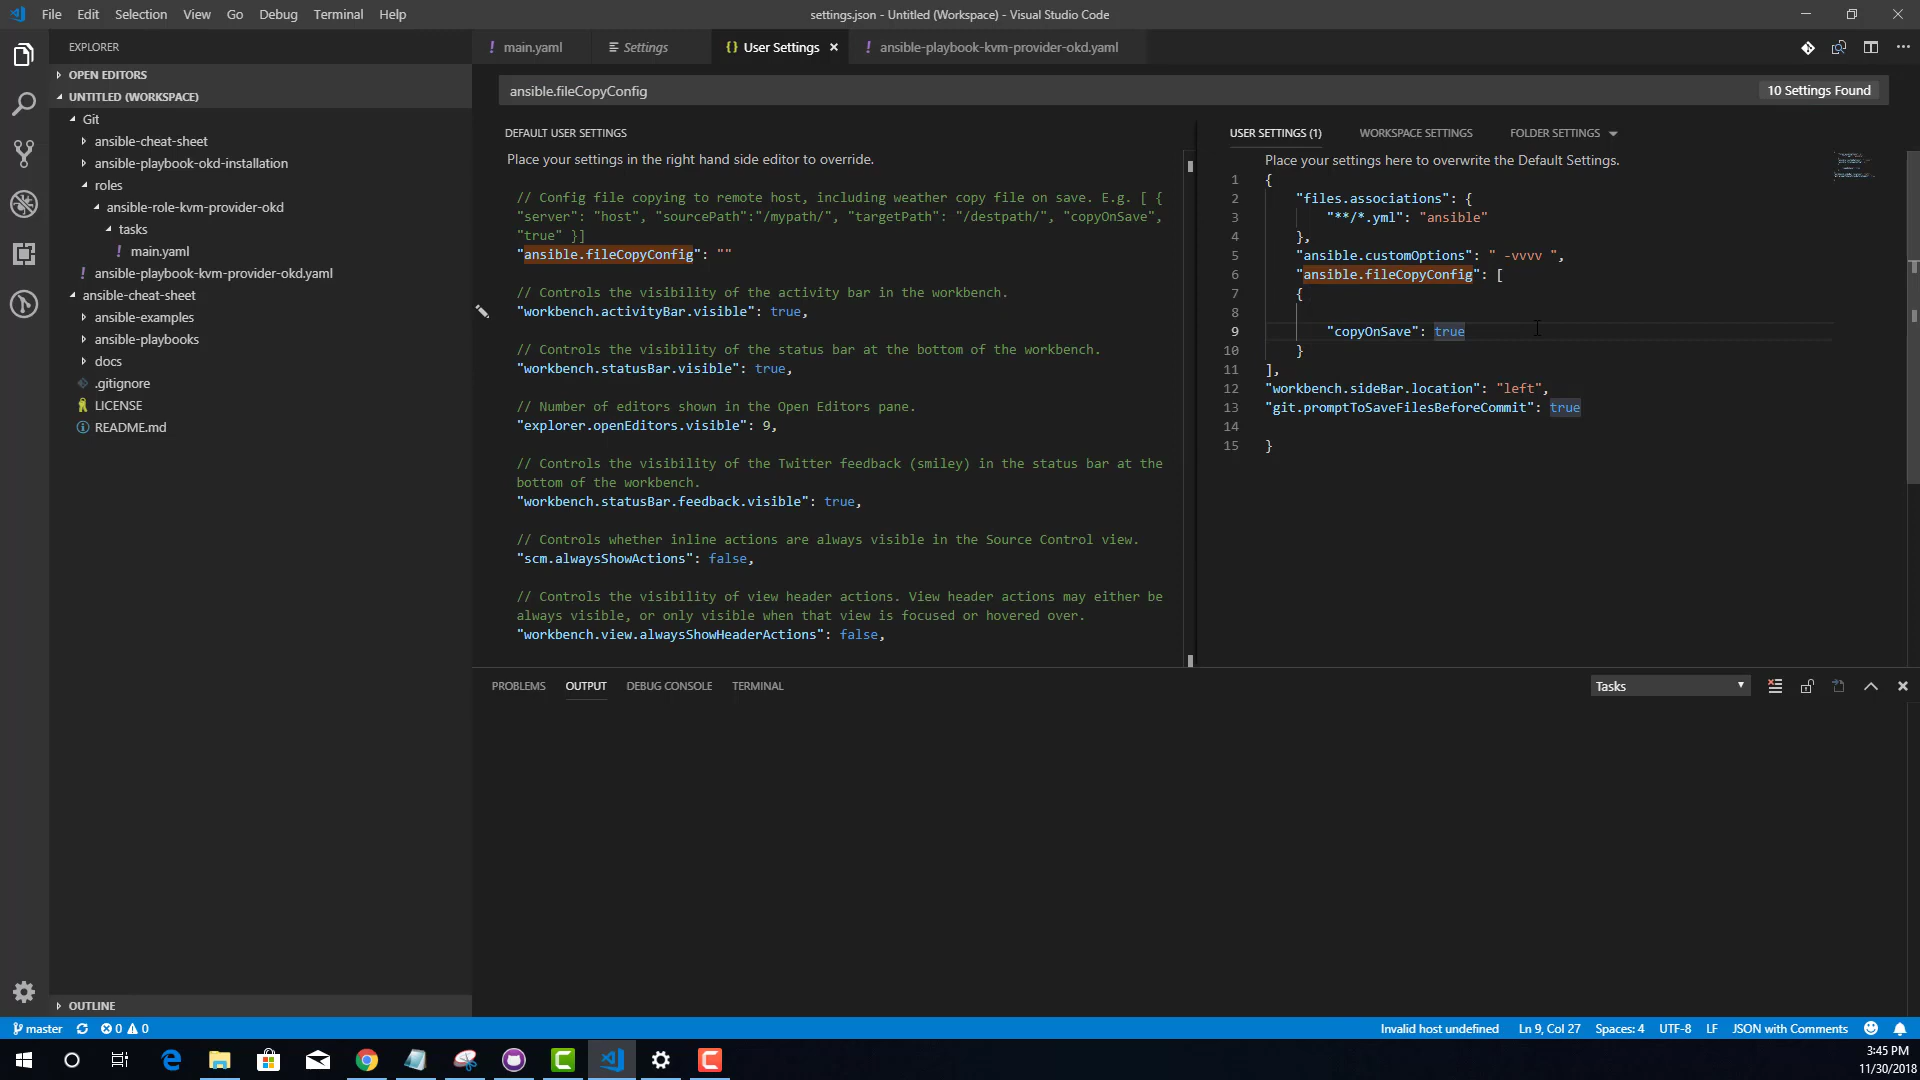 File Edit Selection View Go Debug Terminal Help
settings.json - Untitled (Workspace) - Visual Studio Code
EXPLORER
OPEN EDITORS
UNTITLED (WORKSPACE)
Git
ansible-cheat-sheet
ansible-playbook-okd-installation
roles
ansible-role-kvm-provider-okd
tasks
! main.yaml
! ansible-playbook-kvm-provider-okd.yaml
ansible-cheat-sheet
ansible-examples
ansible-playbooks
docs
.gitignore
LICENSE
README.md
OUTLINE
! main.yaml
Settings
{} User Settings ×
! ansible-playbook-kvm-provider-okd.yaml
ansible.fileCopyConfig
10 Settings Found
DEFAULT USER SETTINGS
Place your settings in the right hand side editor to override.
// Config file copying to remote host, including weather copy file on save. E.g. [ {
"server": "host", "sourcePath":"/mypath/", "targetPath": "/destpath/", "copyOnSave",
"true" }]
"ansible.fileCopyConfig": ""
// Controls the visibility of the activity bar in the workbench.
"workbench.activityBar.visible": true,
// Controls the visibility of the status bar at the bottom of the workbench.
"workbench.statusBar.visible": true,
// Number of editors shown in the Open Editors pane.
"explorer.openEditors.visible": 9,
// Controls the visibility of the Twitter feedback (smiley) in the status bar at the
bottom of the workbench.
"workbench.statusBar.feedback.visible": true,
// Controls whether inline actions are always visible in the Source Control view.
"scm.alwaysShowActions": false,
// Controls the visibility of view header actions. View header actions may either be
always visible, or only visible when that view is focused or hovered over.
"workbench.view.alwaysShowHeaderActions": false,
USER SETTINGS (1) WORKSPACE SETTINGS FOLDER SETTINGS
Place your settings here to overwrite the Default Settings.
1 {
2 "files.associations": {
3 "**/*.yml": "ansible"
4 },
5 "ansible.customOptions": " -vvvv ",
6 "ansible.fileCopyConfig": [
7 {
8
9 "copyOnSave": true
10 }
11 ],
12 "workbench.sideBar.location": "left",
13 "git.promptToSaveFilesBeforeCommit": true
14
15 }
PROBLEMS OUTPUT DEBUG CONSOLE TERMINAL
Tasks
master 0 0
Invalid host undefined Ln 9, Col 27 Spaces: 4 UTF-8 LF JSON with Comments
3:45 PM
11/30/2018